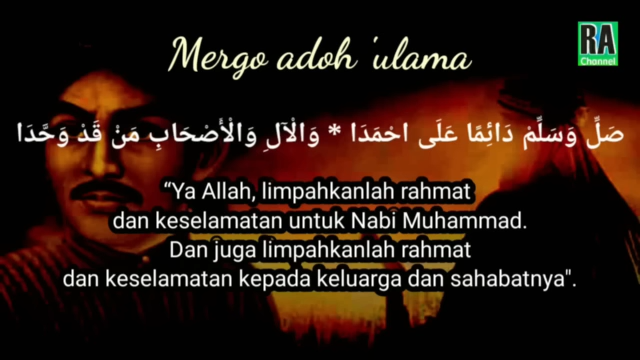 Mergo adoh 'ulama
RA
Channel
صَلِّ وَسَلِّمْ دَائِمًا عَلَى احْمَدَا * وَالْآلِ وَالْأَصْحَابِ مَنْ قَدْ وَحَّدَا
“Ya Allah, limpahkanlah rahmat
dan keselamatan untuk Nabi Muhammad.
Dan juga limpahkanlah rahmat
dan keselamatan kepada keluarga dan sahabatnya".